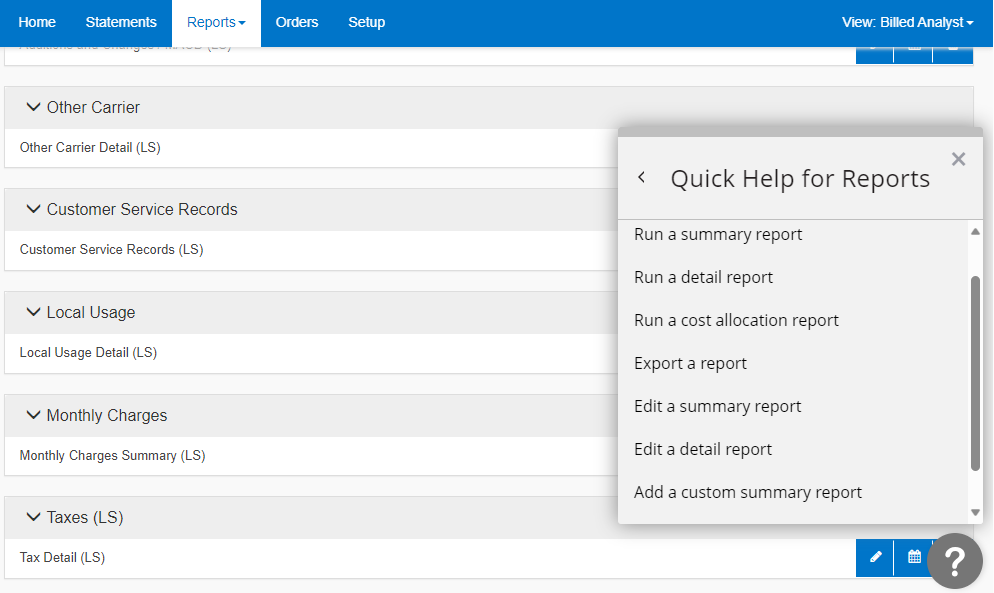 Home Statements Reports Orders Setup View: Billed Analyst
Other Carrier
Other Carrier Detail (LS)
Customer Service Records
Customer Service Records (LS)
Local Usage
Local Usage Detail (LS)
Monthly Charges
Monthly Charges Summary (LS)
Taxes (LS)
Tax Detail (LS)
Quick Help for Reports
Run a summary report
Run a detail report
Run a cost allocation report
Export a report
Edit a summary report
Edit a detail report
Add a custom summary report
?